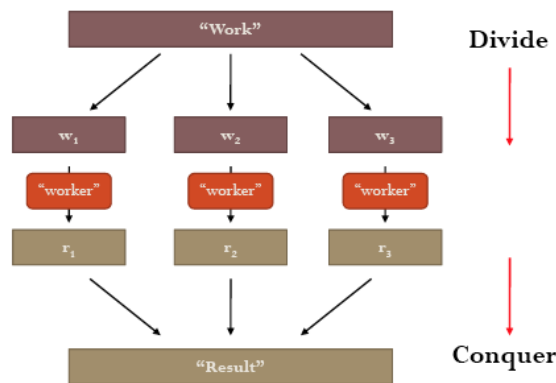 “Work”
Divide
w₁
w₂
w₃
“worker”
“worker”
“worker”
r₁
r₂
r₃
“Result”
Conquer